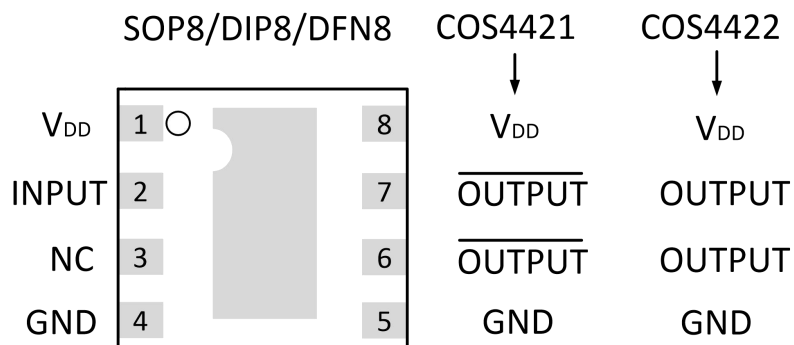 SOP8/DIP8/DFN8 COS4421 COS4422
VDD 1 8 VDD VDD
INPUT 2 7 OUTPUT OUTPUT
NC 3 6 OUTPUT OUTPUT
GND 4 5 GND GND